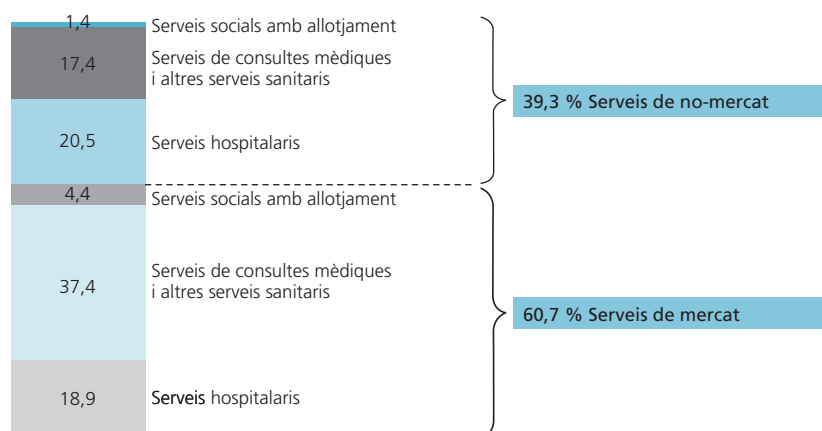 1,4 Serveis socials amb allotjament
17,4 Serveis de consultes mèdiques
i altres serveis sanitaris
39,3 % Serveis de no-mercat
20,5 Serveis hospitalaris
4,4 Serveis socials amb allotjament
37,4 Serveis de consultes mèdiques
i altres serveis sanitaris
60,7 % Serveis de mercat
18,9 Serveis hospitalaris